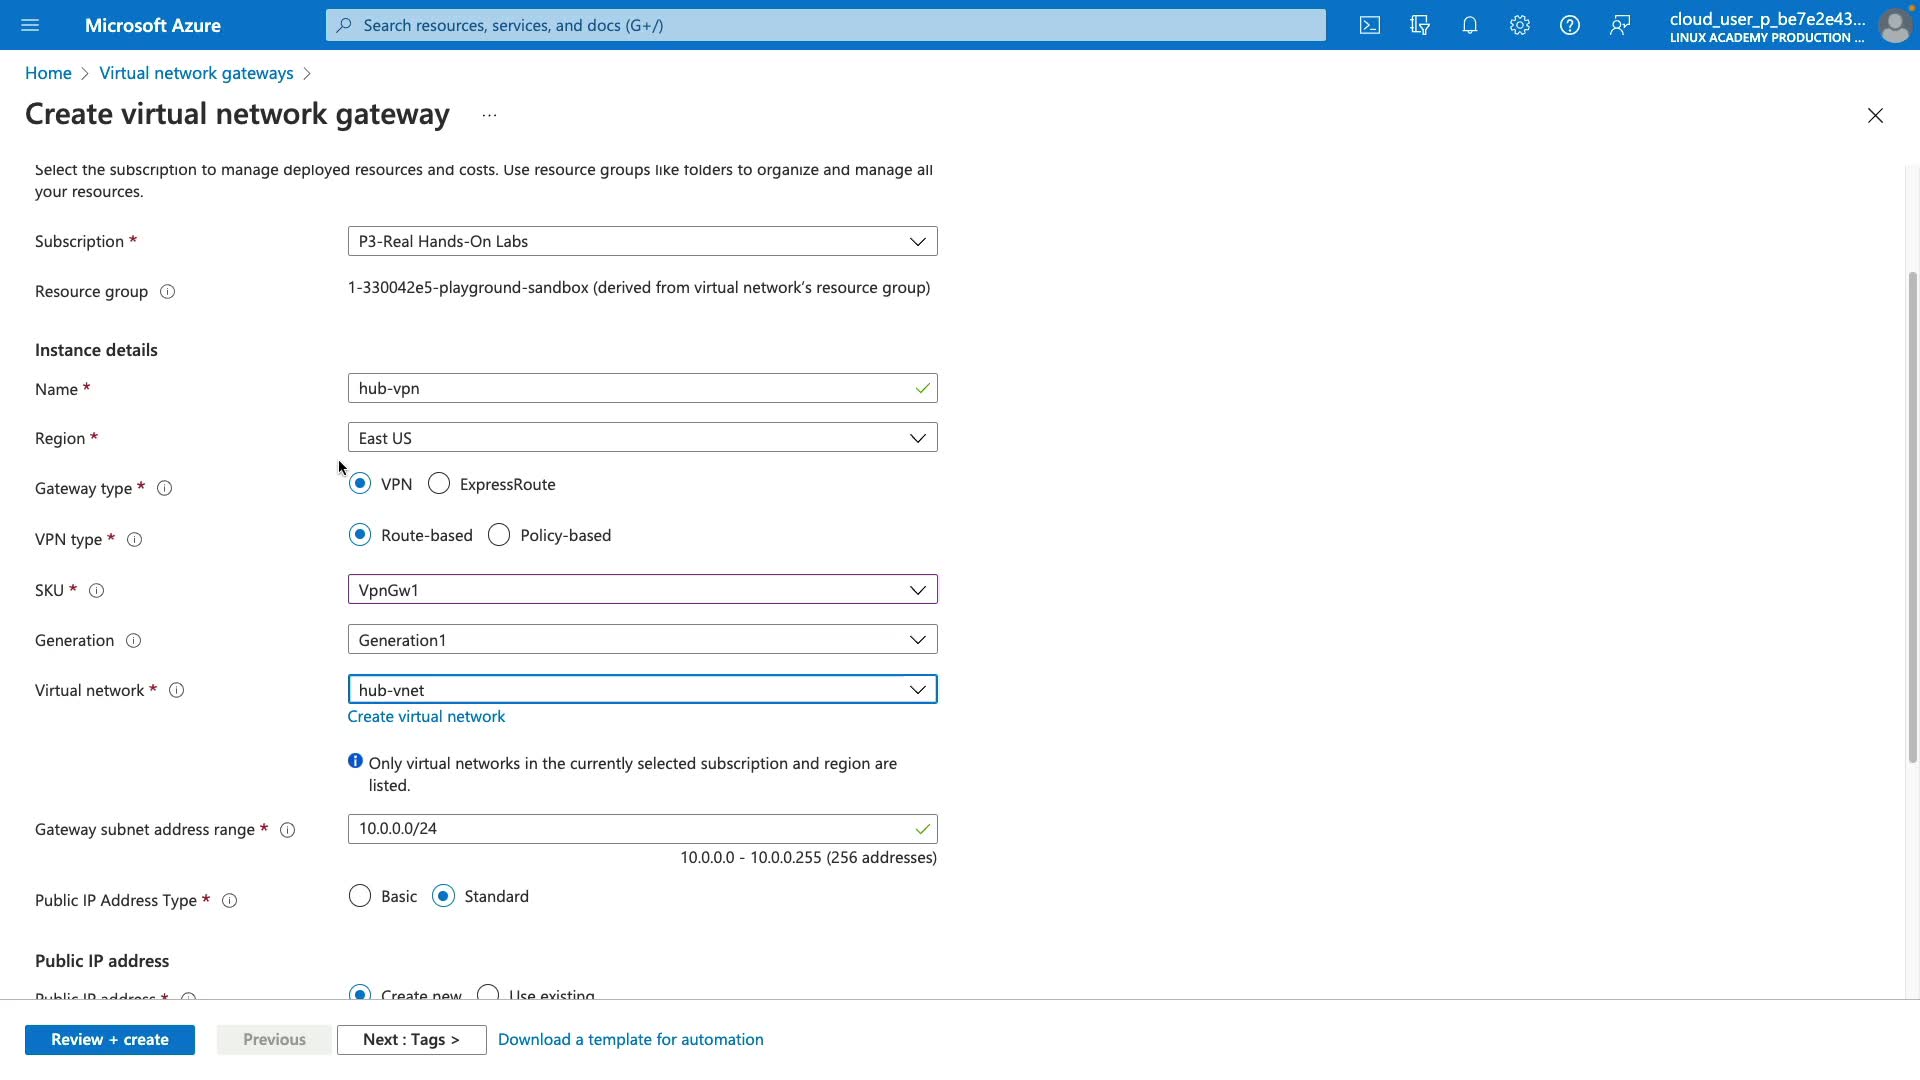 Microsoft Azure
Search resources, services, and docs (G+/)
cloud_user_p_be7e2e43...
LINUX ACADEMY PRODUCTION ...
Home > Virtual network gateways >
Create virtual network gateway ...
Select the subscription to manage deployed resources and costs. Use resource groups like folders to organize and manage all
your resources.
Subscription *
P3-Real Hands-On Labs
Resource group
1-330042e5-playground-sandbox (derived from virtual network's resource group)
Instance details
Name *
hub-vpn
Region *
East US
Gateway type *
VPN ExpressRoute
VPN type *
Route-based Policy-based
SKU *
VpnGw1
Generation
Generation1
Virtual network *
hub-vnet
Create virtual network
Only virtual networks in the currently selected subscription and region are
listed.
Gateway subnet address range *
10.0.0.0/24
10.0.0.0 - 10.0.0.255 (256 addresses)
Public IP Address Type *
Basic Standard
Public IP address
Public IP address *
Create new Use existing
Review + create Previous Next : Tags > Download a template for automation